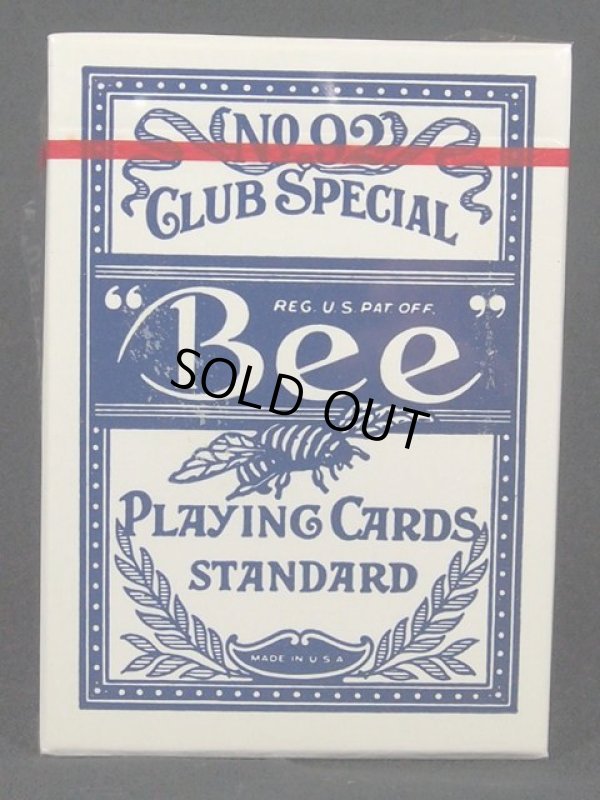 No. 92
CLUB SPECIAL
REG. U.S. PAT. OFF.
"Bee"
SOLD OUT
PLAYING CARDS
STANDARD
MADE IN U S A